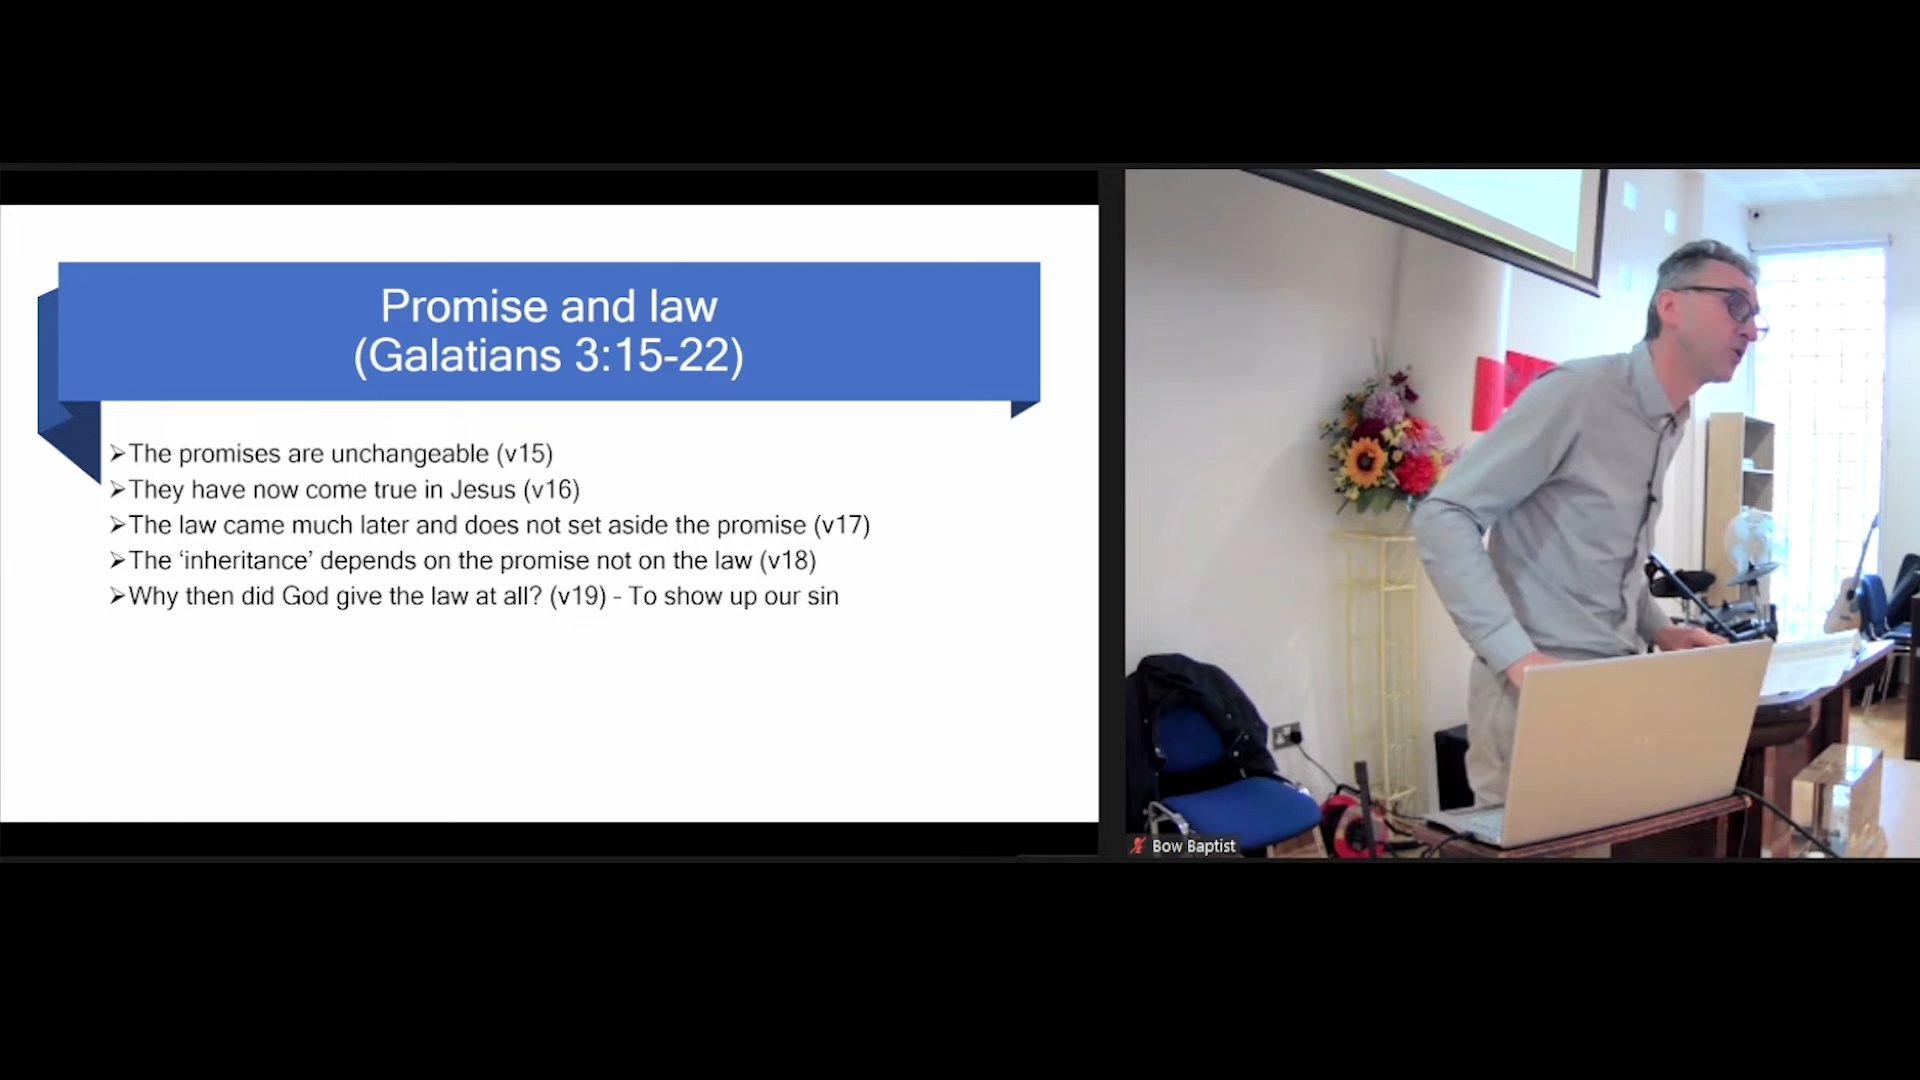 Promise and law
(Galatians 3:15-22)
➢The promises are unchangeable (v15)
➢They have now come true in Jesus (v16)
➢The law came much later and does not set aside the promise (v17)
➢The ‘inheritance’ depends on the promise not on the law (v18)
➢Why then did God give the law at all? (v19) - To show up our sin
Bow Baptist